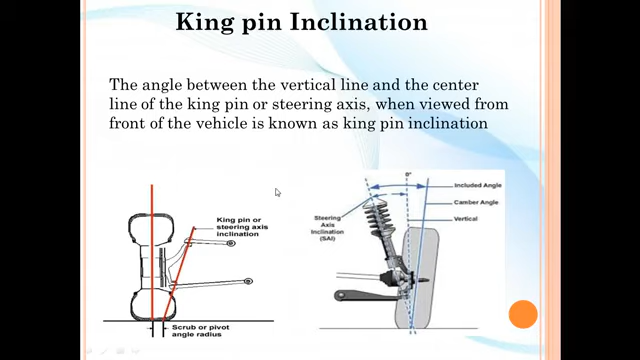 King pin Inclination
The angle between the vertical line and the center
line of the king pin or steering axis, when viewed from
front of the vehicle is known as king pin inclination
King pin or
steering axis
inclination
Scrub or pivot
angle radius
0°
Included Angle
Camber Angle
Vertical
Steering
Axis
Inclination
(SAI)